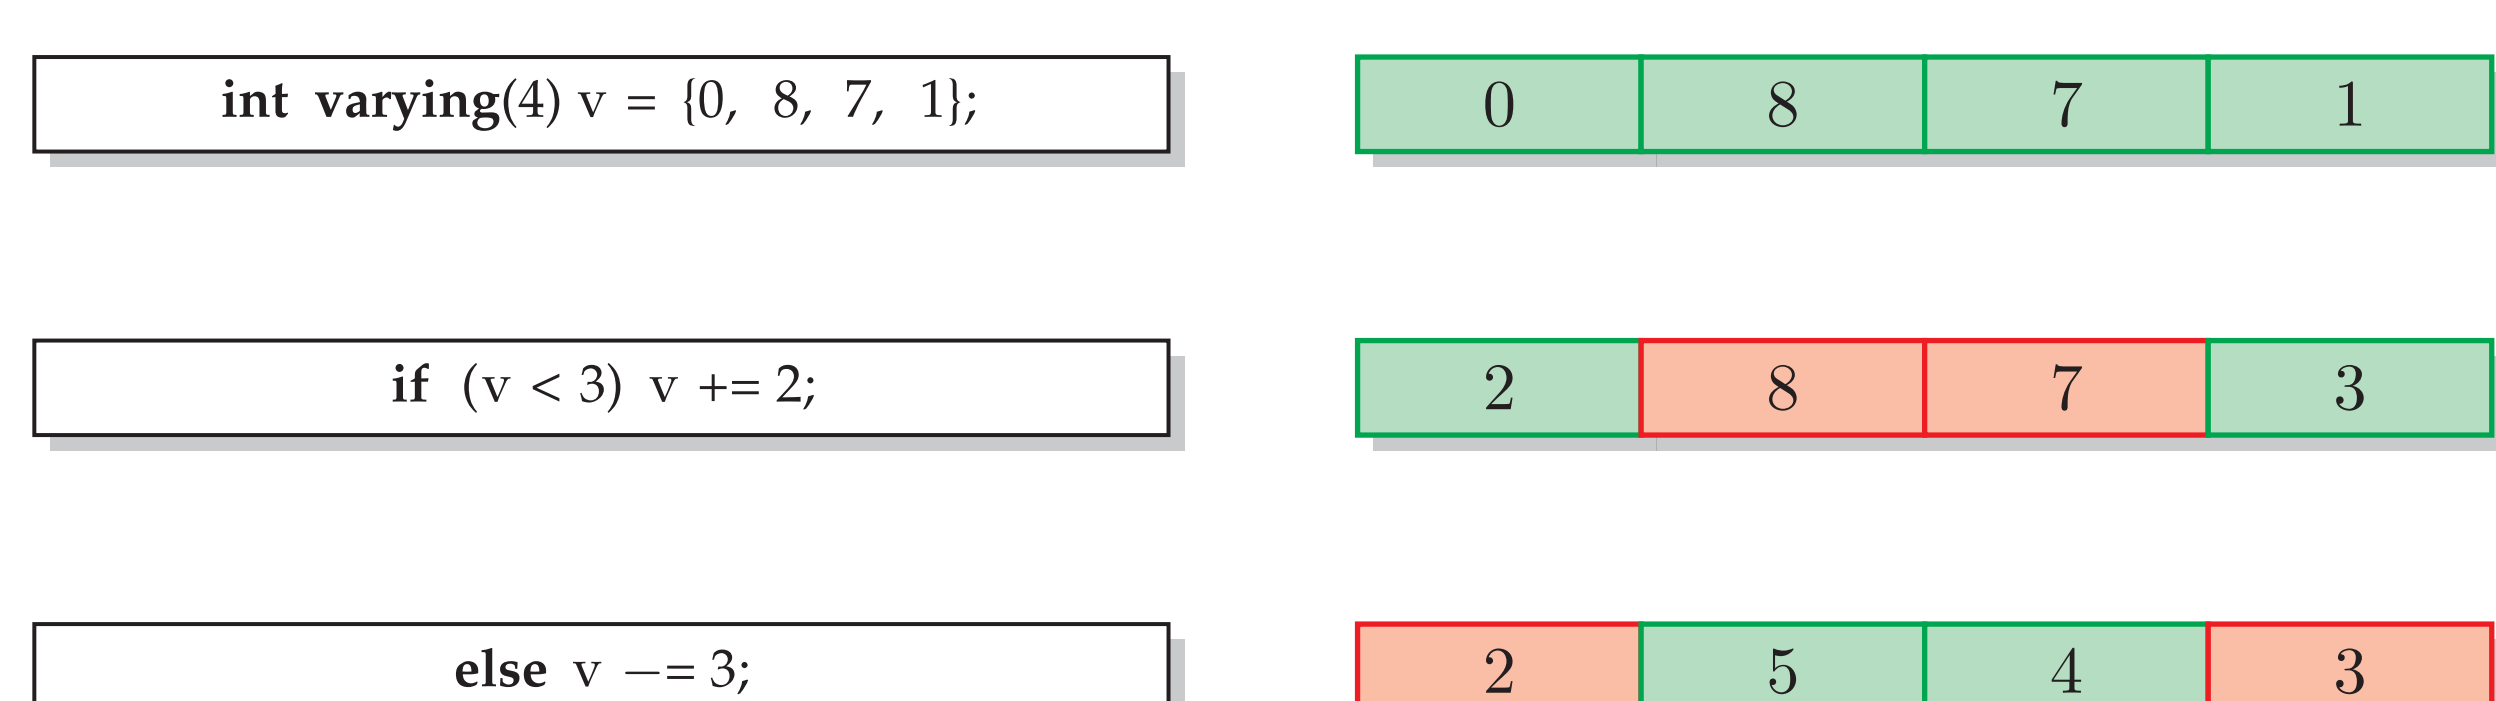 int varying(4) v = {0, 8, 7, 1}; 0 8 7 1
if (v < 3) v += 2; 2 8 7 3
else v −= 3; 2 5 4 3